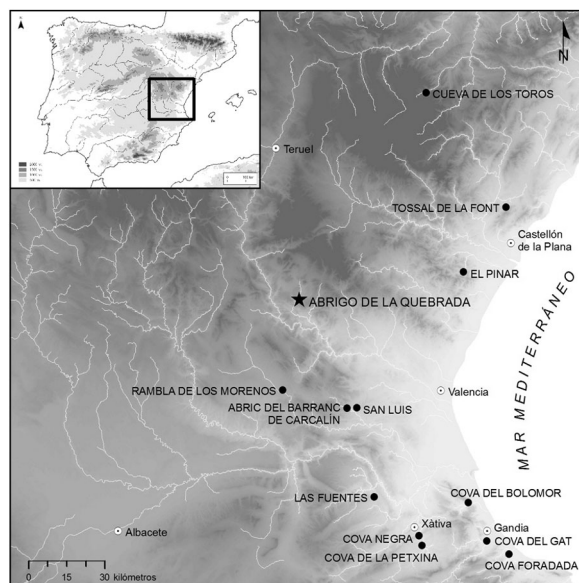 N
CUEVA DE LOS TOROS
Teruel
TOSSAL DE LA FONT
Castellón
de la Plana
EL PINAR
ABRIGO DE LA QUEBRADA
MAR MEDITERRÁNEO
RAMBLA DE LOS MORENOS
Valencia
ABRIC DEL BARRANC
DE CARCALÍN
SAN LUIS
LAS FUENTES
COVA DEL BOLOMOR
Xàtiva
Gandia
Albacete
COVA NEGRA
COVA DEL GAT
COVA DE LA PETXINA
COVA FORADADA
0 15 30
kilómetros